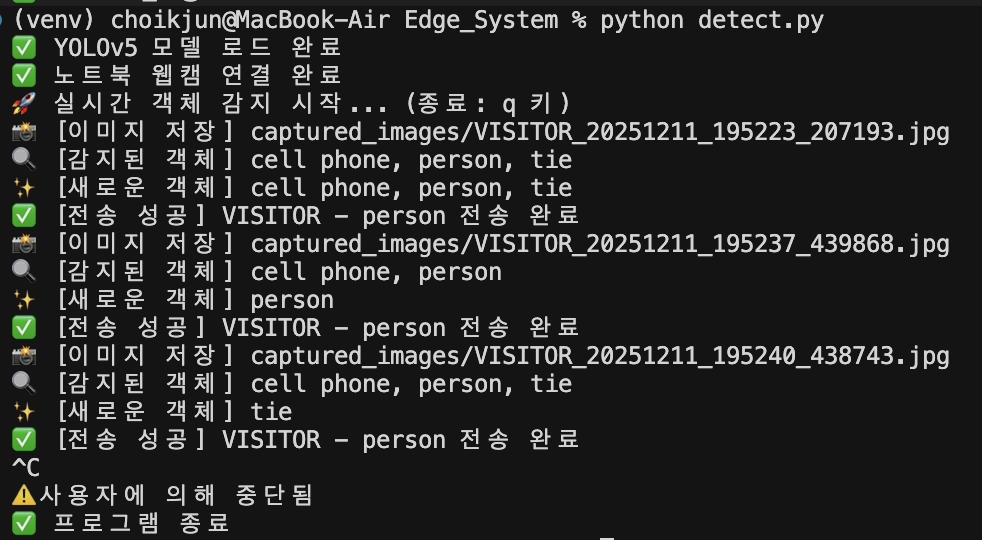 (venv) choikjun@MacBook-Air Edge_System % python detect.py
✅ YOLOv5 모델 로드 완료
✅ 노트북 웹캠 연결 완료
🚀 실시간 객체 감지 시작... (종료: q 키)
📸 [이미지 저장] captured_images/VISITOR_20251211_195223_207193.jpg
🔍 [감지된 객체] cell phone, person, tie
✨ [새로운 객체] cell phone, person, tie
✅ [전송 성공] VISITOR - person 전송 완료
📸 [이미지 저장] captured_images/VISITOR_20251211_195237_439868.jpg
🔍 [감지된 객체] cell phone, person
✨ [새로운 객체] person
✅ [전송 성공] VISITOR - person 전송 완료
📸 [이미지 저장] captured_images/VISITOR_20251211_195240_438743.jpg
🔍 [감지된 객체] cell phone, person, tie
✨ [새로운 객체] tie
✅ [전송 성공] VISITOR - person 전송 완료
^C
⚠️사용자에 의해 중단됨
✅ 프로그램 종료